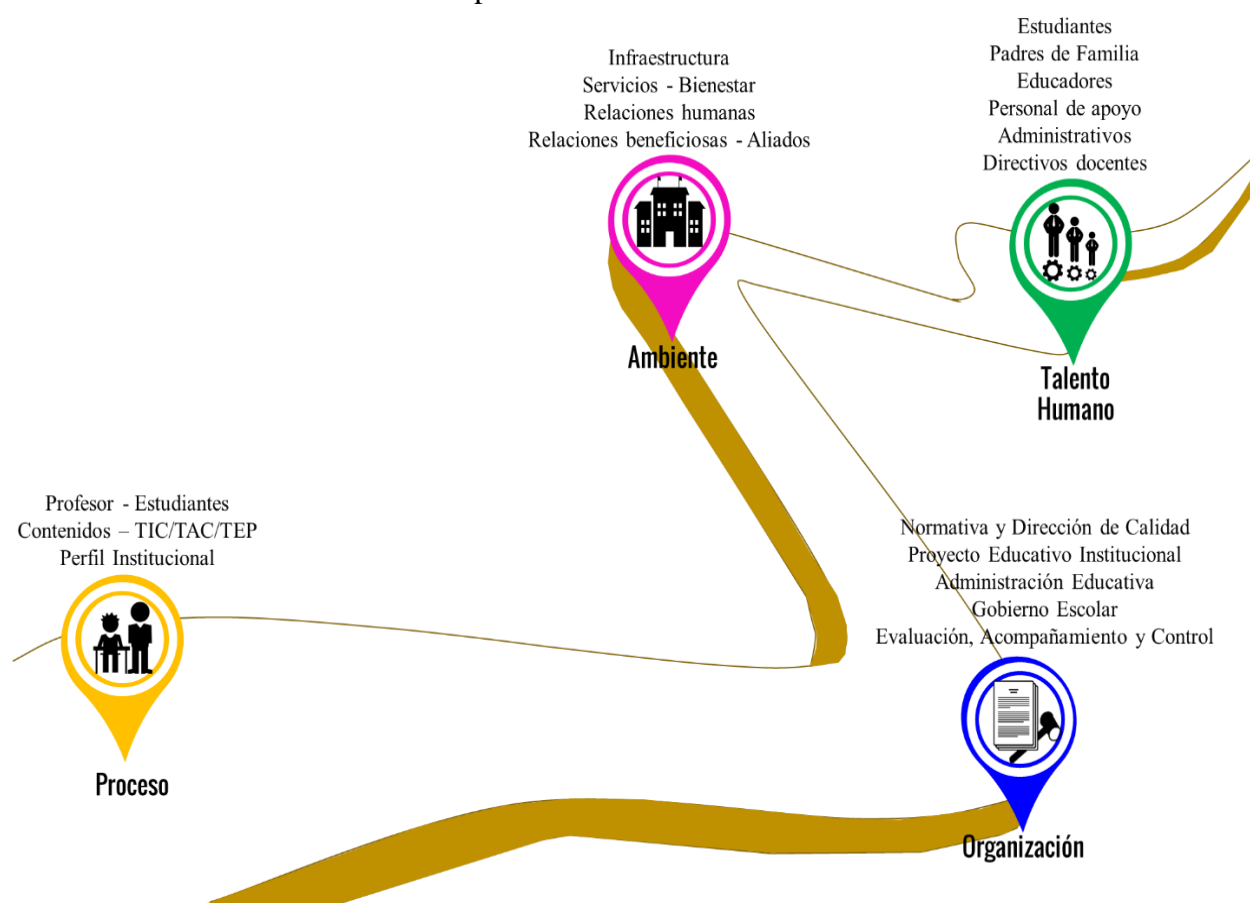 Estudiantes
Padres de Familia
Educadores
Personal de apoyo
Administrativos
Directivos docentes
Talento
Humano
Infraestructura
Servicios - Bienestar
Relaciones humanas
Relaciones beneficiosas - Aliados
Ambiente
Profesor - Estudiantes
Contenidos – TIC/TAC/TEP
Perfil Institucional
Proceso
Normativa y Dirección de Calidad
Proyecto Educativo Institucional
Administración Educativa
Gobierno Escolar
Evaluación, Acompañamiento y Control
Organización